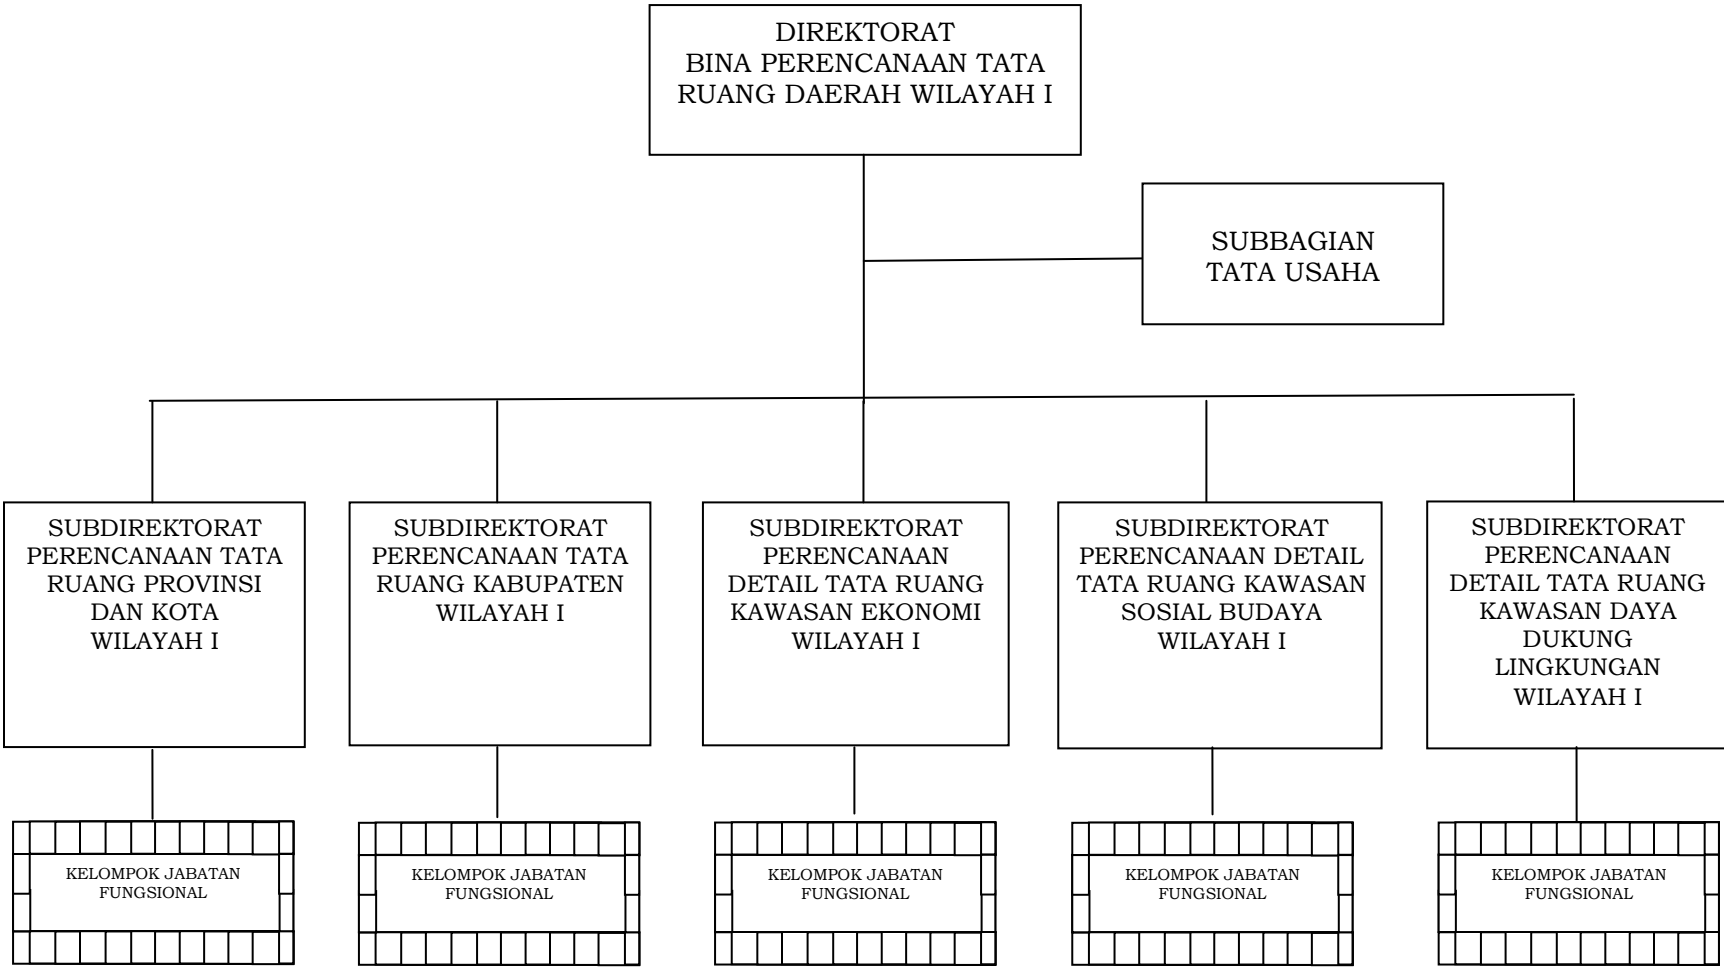 DIREKTORAT
BINA PERENCANAAN TATA
RUANG DAERAH WILAYAH I
SUBBAGIAN
TATA USAHA
SUBDIREKTORAT
PERENCANAAN TATA
RUANG PROVINSI
DAN KOTA
WILAYAH I
SUBDIREKTORAT
PERENCANAAN TATA
RUANG KABUPATEN
WILAYAH I
SUBDIREKTORAT
PERENCANAAN
DETAIL TATA RUANG
KAWASAN EKONOMI
WILAYAH I
SUBDIREKTORAT
PERENCANAAN DETAIL
TATA RUANG KAWASAN
SOSIAL BUDAYA
WILAYAH I
SUBDIREKTORAT
PERENCANAAN
DETAIL TATA RUANG
KAWASAN DAYA
DUKUNG
LINGKUNGAN
WILAYAH I
KELOMPOK JABATAN
FUNGSIONAL
KELOMPOK JABATAN
FUNGSIONAL
KELOMPOK JABATAN
FUNGSIONAL
KELOMPOK JABATAN
FUNGSIONAL
KELOMPOK JABATAN
FUNGSIONAL